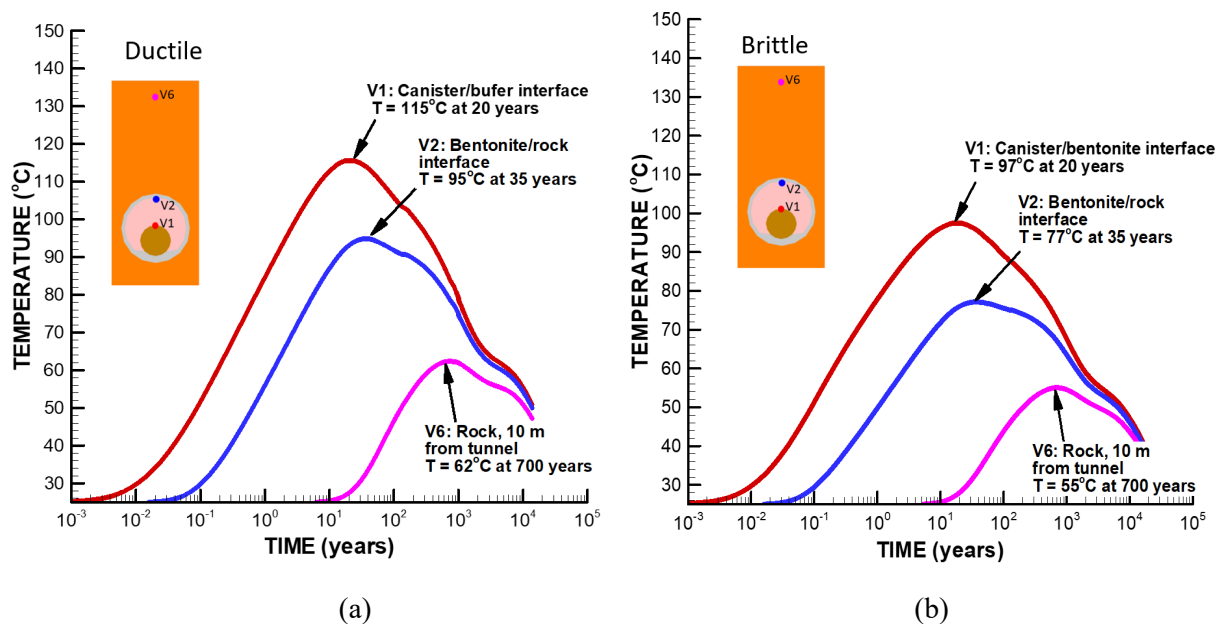 Ductile
V6
V2
V1
V1: Canister/bufer interface
T = 115°C at 20 years
V2: Bentonite/rock
interface
T = 95°C at 35 years
V6: Rock, 10 m
from tunnel
T = 62°C at 700 years
TEMPERATURE (°C)
150
140
130
120
110
100
90
80
70
60
50
40
30
10⁻³ 10⁻² 10⁻¹ 10⁰ 10¹ 10² 10³ 10⁴ 10⁵
TIME (years)
(a)
Brittle
V6
V2
V1
V1: Canister/bentonite interface
T = 97°C at 20 years
V2: Bentonite/rock
interface
T = 77°C at 35 years
V6: Rock, 10 m
from tunnel
T = 55°C at 700 years
TEMPERATURE (°C)
150
140
130
120
110
100
90
80
70
60
50
40
30
10⁻³ 10⁻² 10⁻¹ 10⁰ 10¹ 10² 10³ 10⁴ 10⁵
TIME (years)
(b)